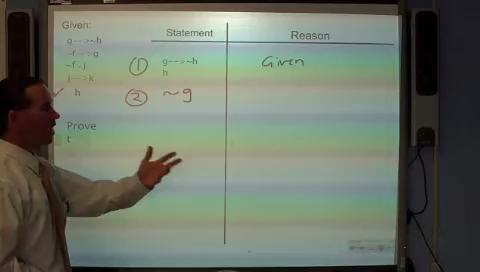 Given:
g--->~h
~f--->g
j--->k
✓ h
Prove
t
Statement
Reason
① g--->~h
h
Given
② ~g